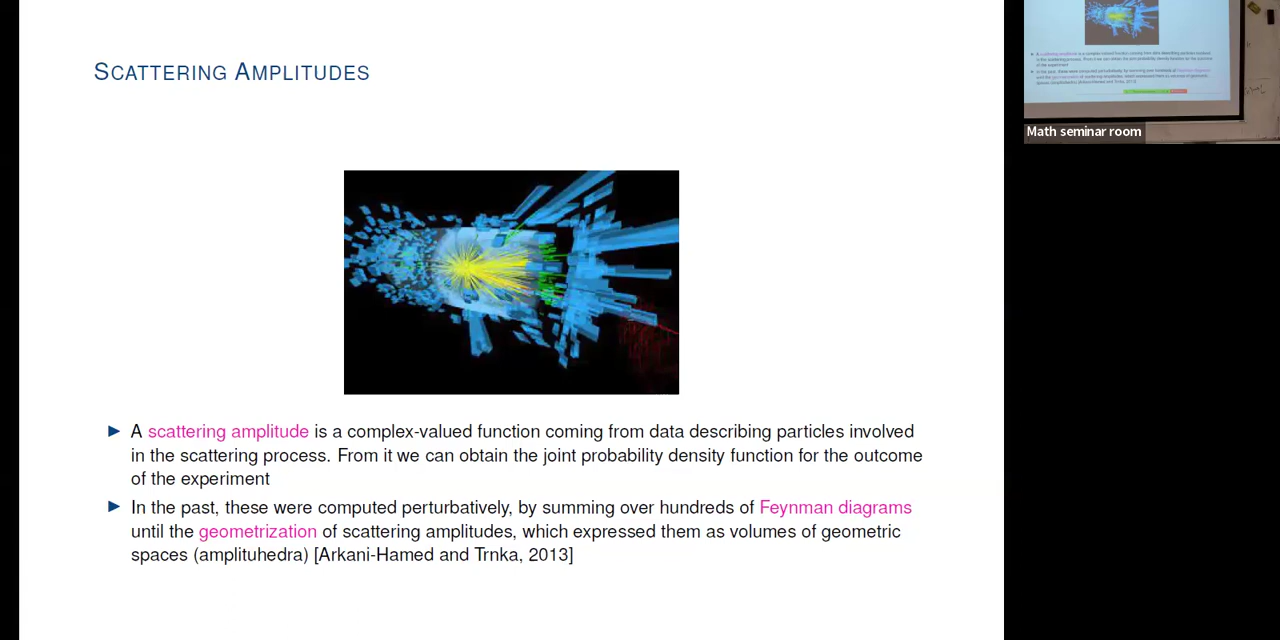 SCATTERING AMPLITUDES
► A scattering amplitude is a complex-valued function coming from data describing particles involved
in the scattering process. From it we can obtain the joint probability density function for the outcome
of the experiment
► In the past, these were computed perturbatively, by summing over hundreds of Feynman diagrams
until the geometrization of scattering amplitudes, which expressed them as volumes of geometric
spaces (amplituhedra) [Arkani-Hamed and Trnka, 2013]
Math seminar room